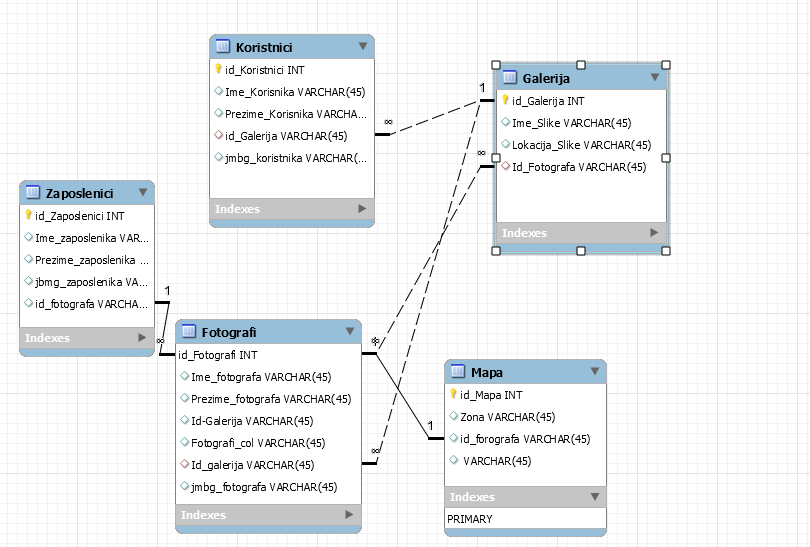 Koristnici
id_Koristnici INT
Ime_Korisnika VARCHAR(45)
Prezime_Korisnika VARCHA...
id_Galerija VARCHAR(45)
jmbg_koristnika VARCHAR(...
Indexes
1
∞
Galerija
id_Galerija INT
Ime_Slike VARCHAR(45)
Lokacija_Slike VARCHAR(45)
Id_Fotografa VARCHAR(45)
Indexes
∞
Zaposlenici
id_Zaposlenici INT
Ime_zaposlenika VAR...
Prezime_zaposlenika ...
jbmg_zaposlenika VA...
id_fotografa VARCHA...
Indexes
1
∞
Fotografi
id_Fotografi INT
Ime_fotografa VARCHAR(45)
Prezime_fotografa VARCHAR(45)
Id-Galerija VARCHAR(45)
Fotografi_col VARCHAR(45)
Id_galerija VARCHAR(45)
jmbg_fotografa VARCHAR(45)
Indexes
∞
1
Mapa
id_Mapa INT
Zona VARCHAR(45)
id_forografa VARCHAR(45)
VARCHAR(45)
Indexes
PRIMARY